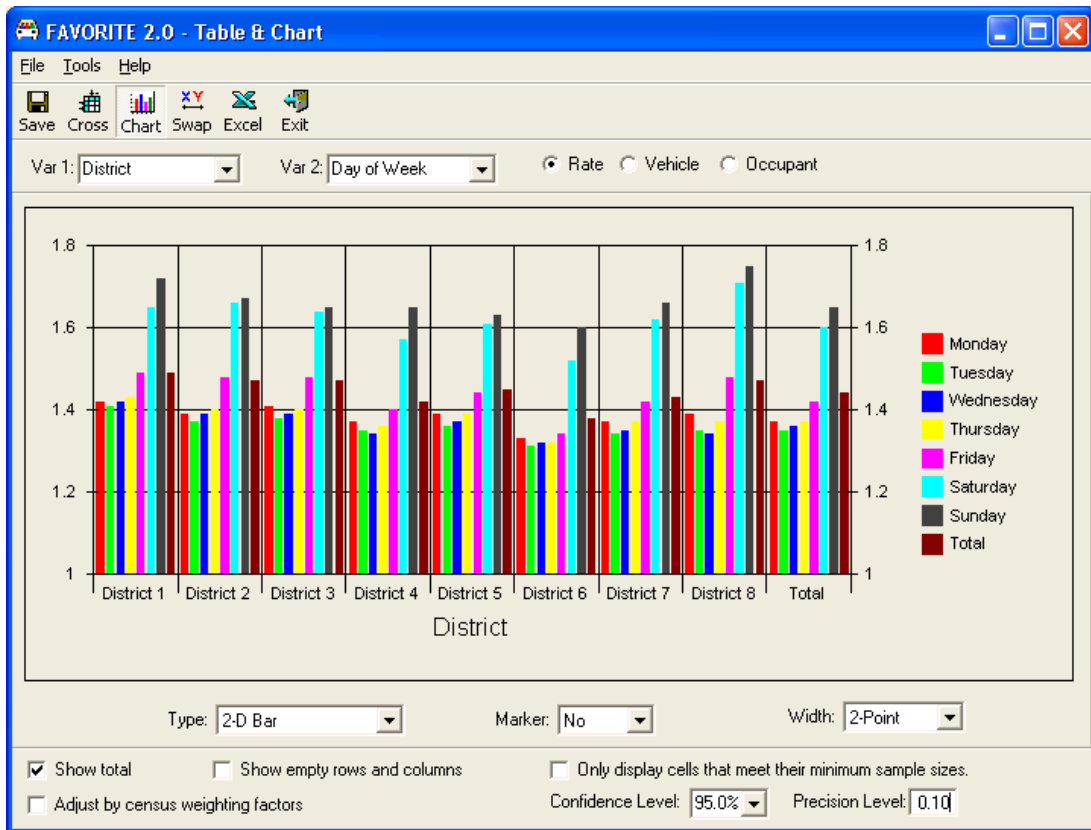 FAVORITE 2.0 - Table & Chart
File Tools Help
Save Cross Chart Swap Excel Exit
Var 1: District Var 2: Day of Week Rate Vehicle Occupant
1.8 1.8
1.6 1.6
1.4 1.4
1.2 1.2
1 1
District 1 District 2 District 3 District 4 District 5 District 6 District 7 District 8 Total
District
Monday
Tuesday
Wednesday
Thursday
Friday
Saturday
Sunday
Total
Type: 2-D Bar Marker: No Width: 2-Point
Show total Show empty rows and columns Only display cells that meet their minimum sample sizes.
Adjust by census weighting factors Confidence Level: 95.0% Precision Level: 0.10